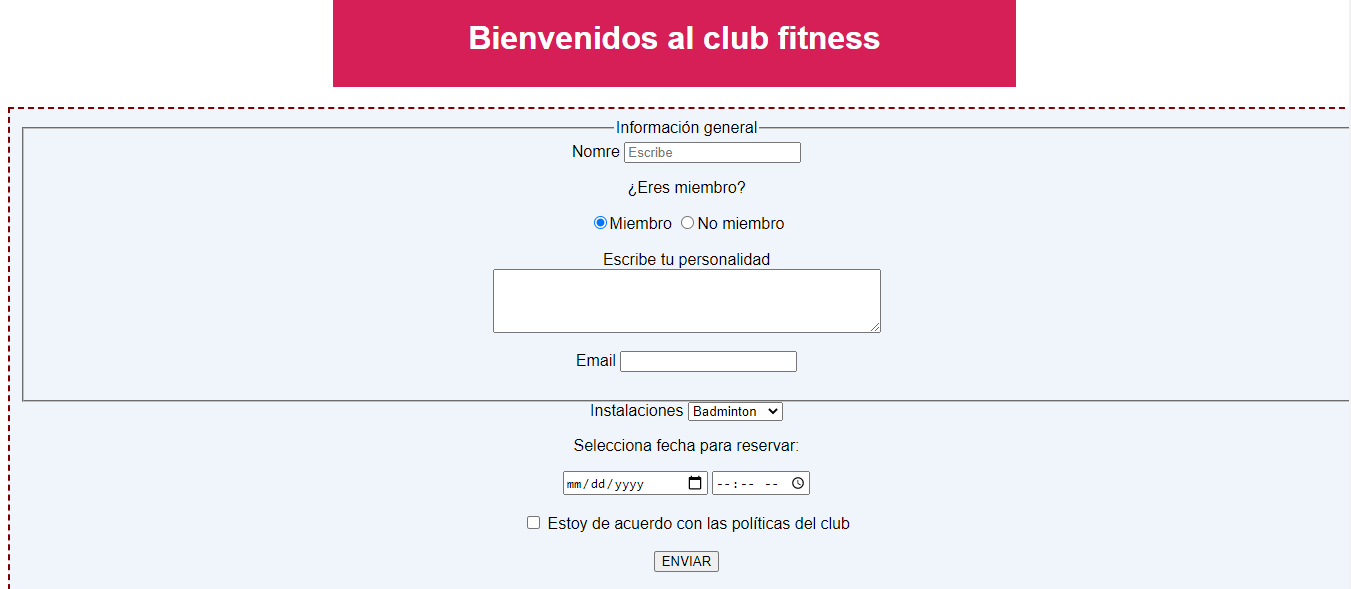 Bienvenidos al club fitness
Información general
Nomre Escribe
¿Eres miembro?
Miembro No miembro
Escribe tu personalidad
Email
Instalaciones Badminton
Selecciona fecha para reservar:
mm/dd/yyyy --:-- --
Estoy de acuerdo con las políticas del club
ENVIAR